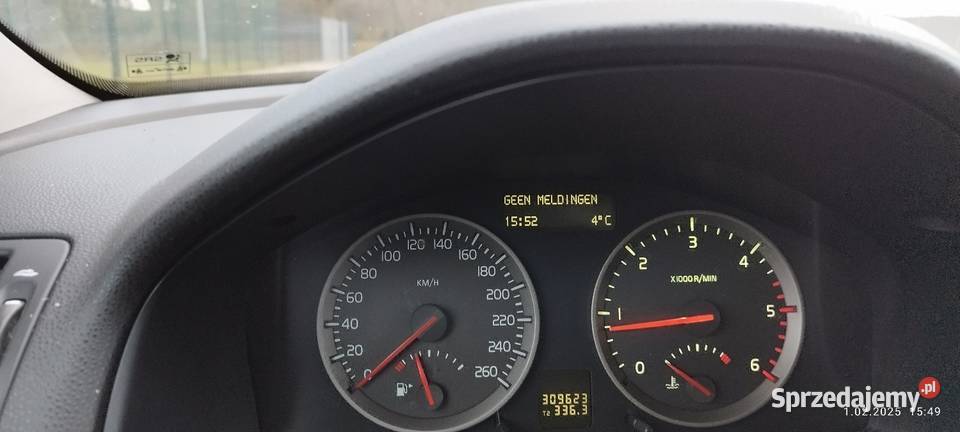 GEEN MELDINGEN
15:52 4°C
0 20 40 60 80 100 120 140 160 180 200 220 240 260
KM/H
0 1 2 3 4 5 6
X1000R/MIN
309623
T2 336.3
Sprzedajemy.pl
1.02.2025 15:49